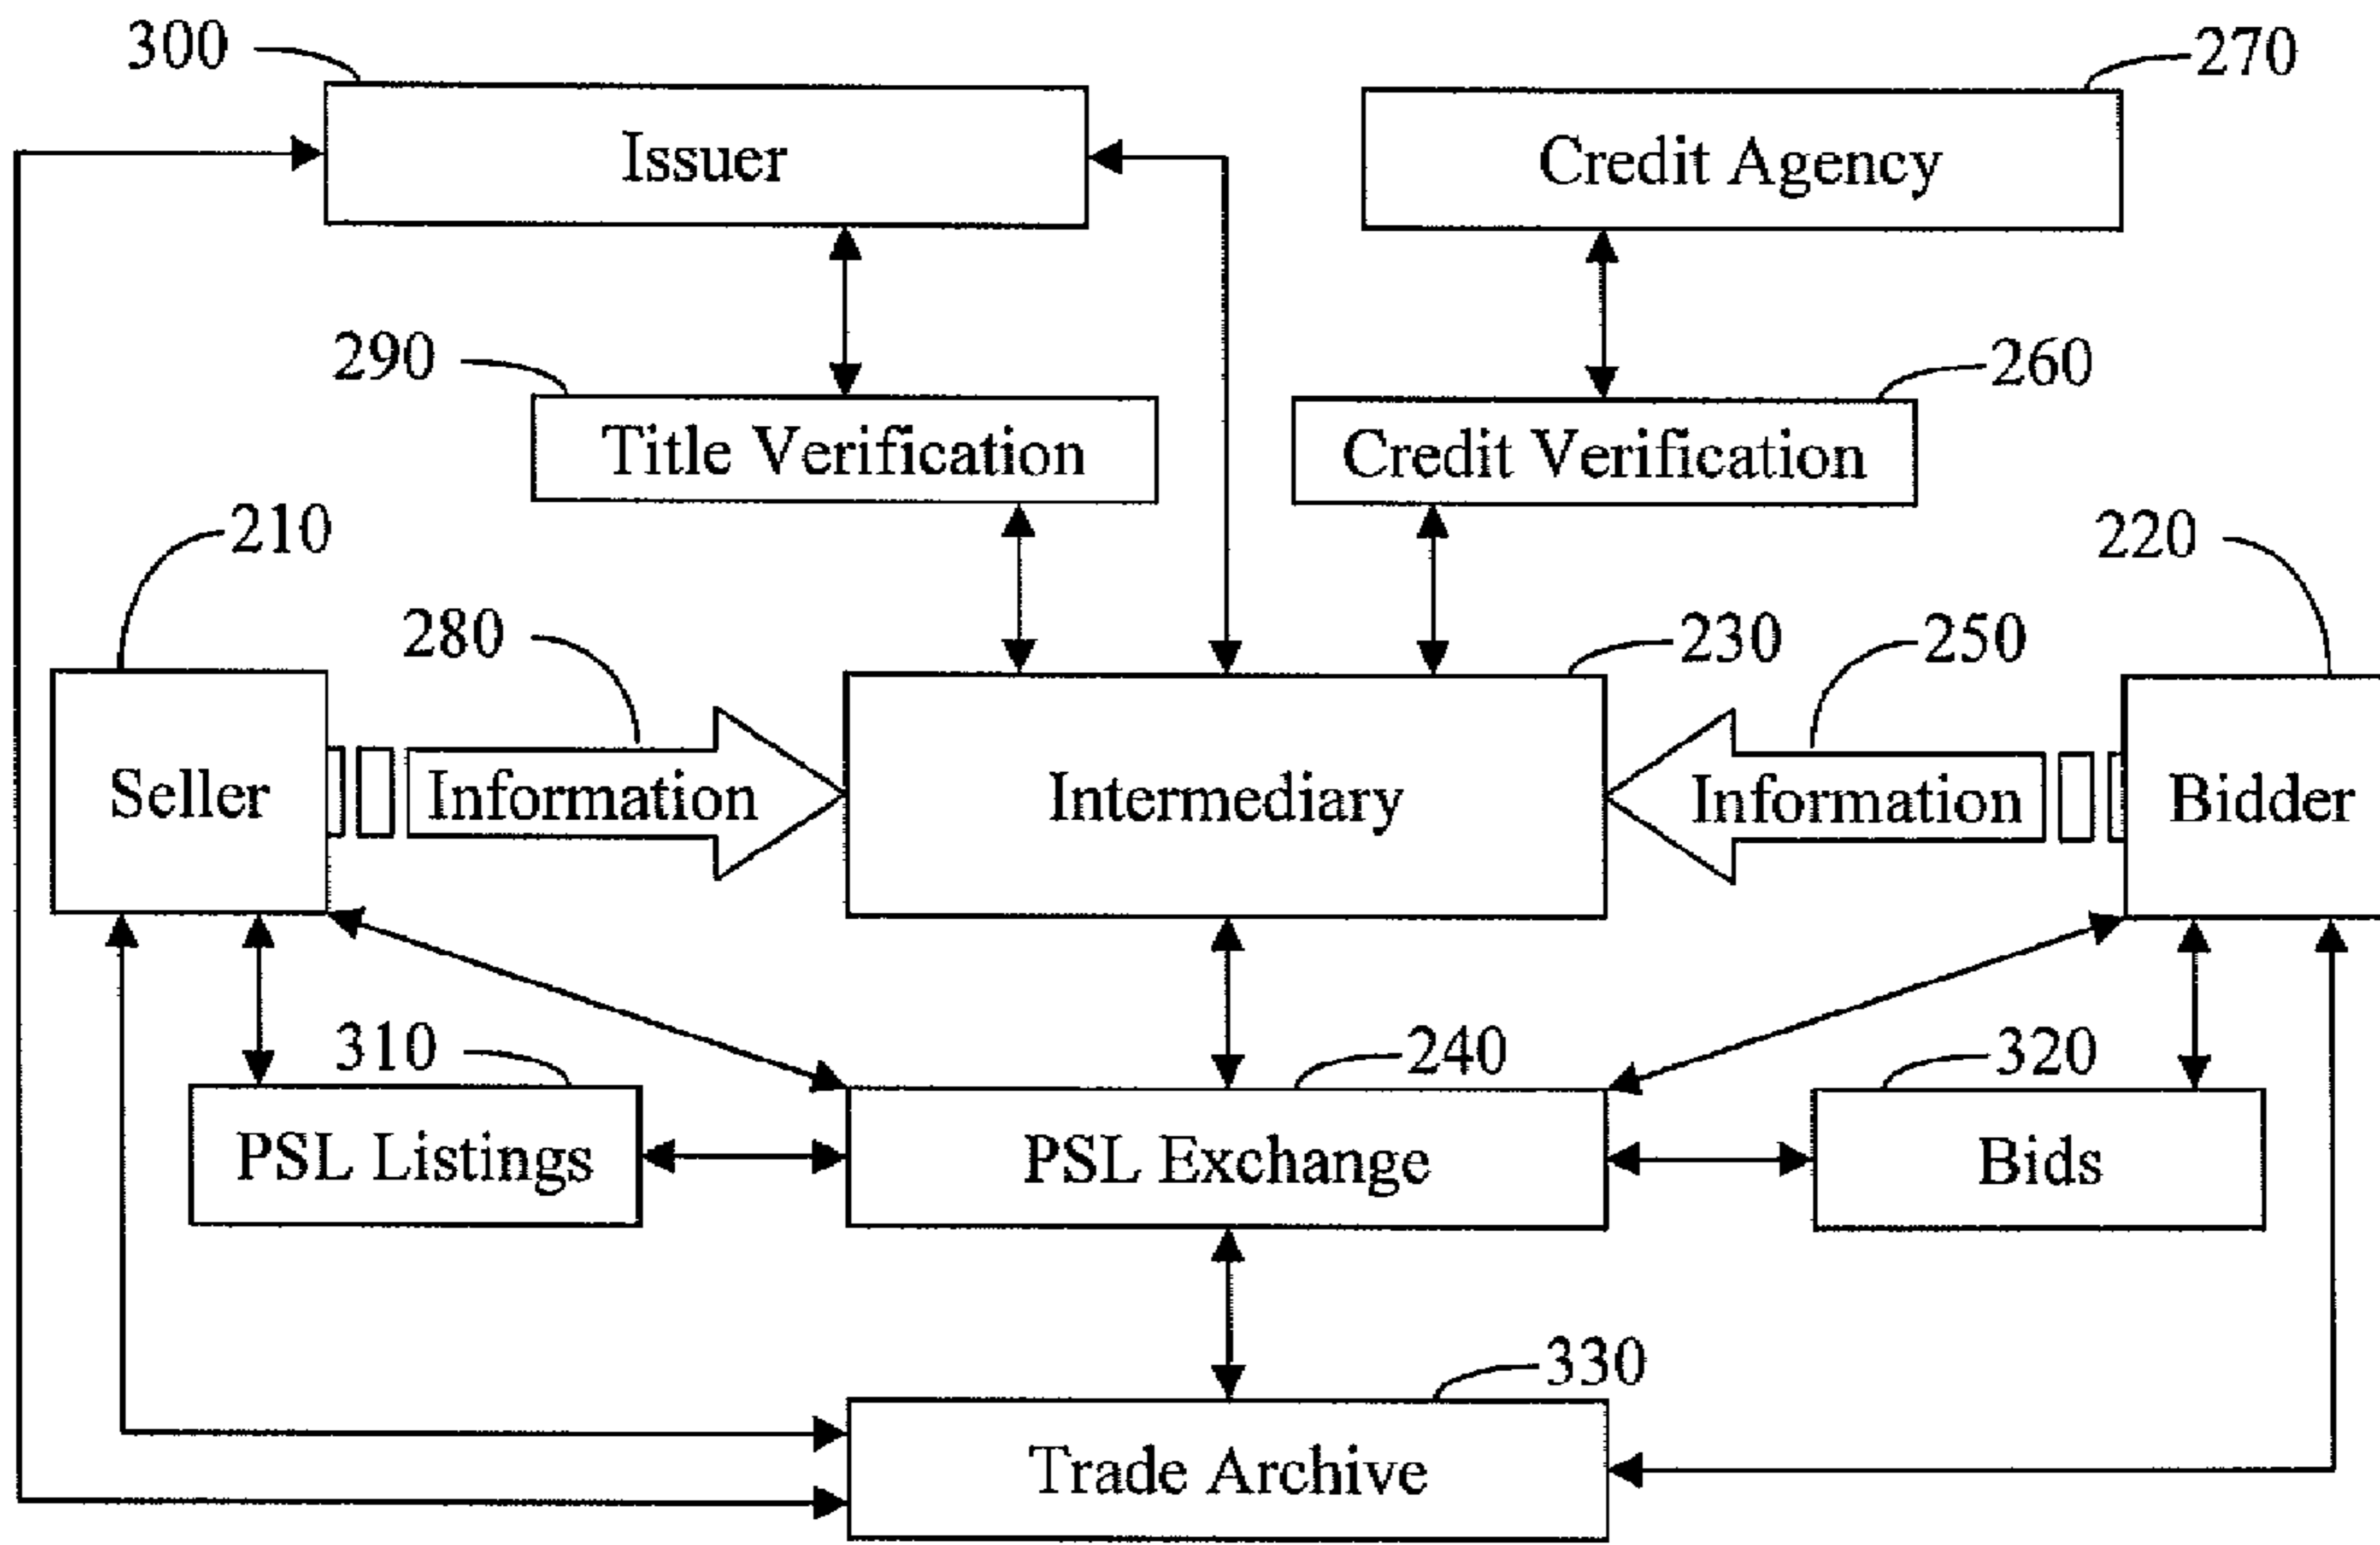 300
270
Issuer
Credit Agency
290
260
Title Verification
Credit Verification
210
220
280
230
250
Seller
Information
Intermediary
Information
Bidder
310
240
320
PSL Listings
PSL Exchange
Bids
330
Trade Archive